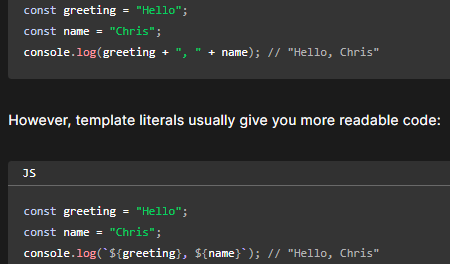 const greeting = "Hello";
const name = "Chris";
console.log(greeting + ", " + name); // "Hello, Chris"
However, template literals usually give you more readable code:
JS
const greeting = "Hello";
const name = "Chris";
console.log(`${greeting}, ${name}`); // "Hello, Chris"